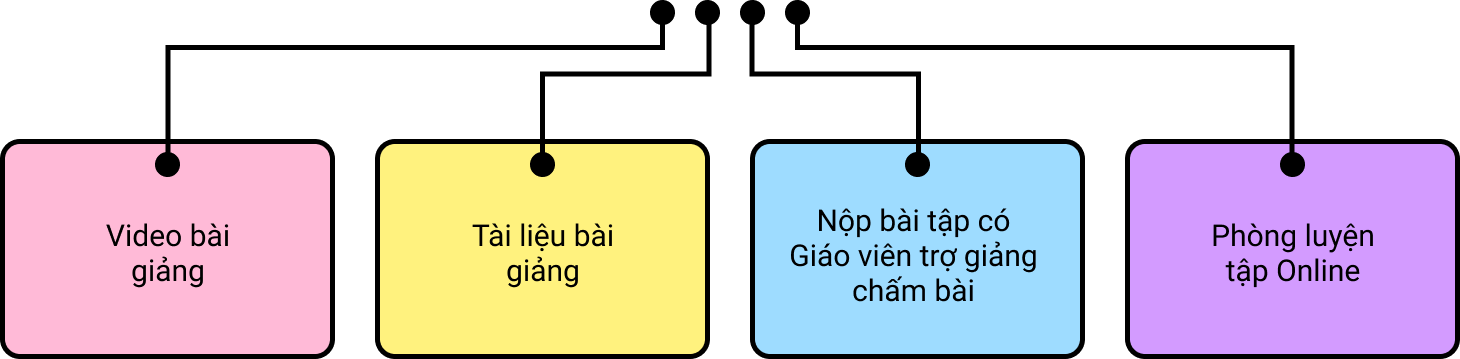 Video bài
giảng
Tài liệu bài
giảng
Nộp bài tập có
Giáo viên trợ giảng
chấm bài
Phòng luyện
tập Online